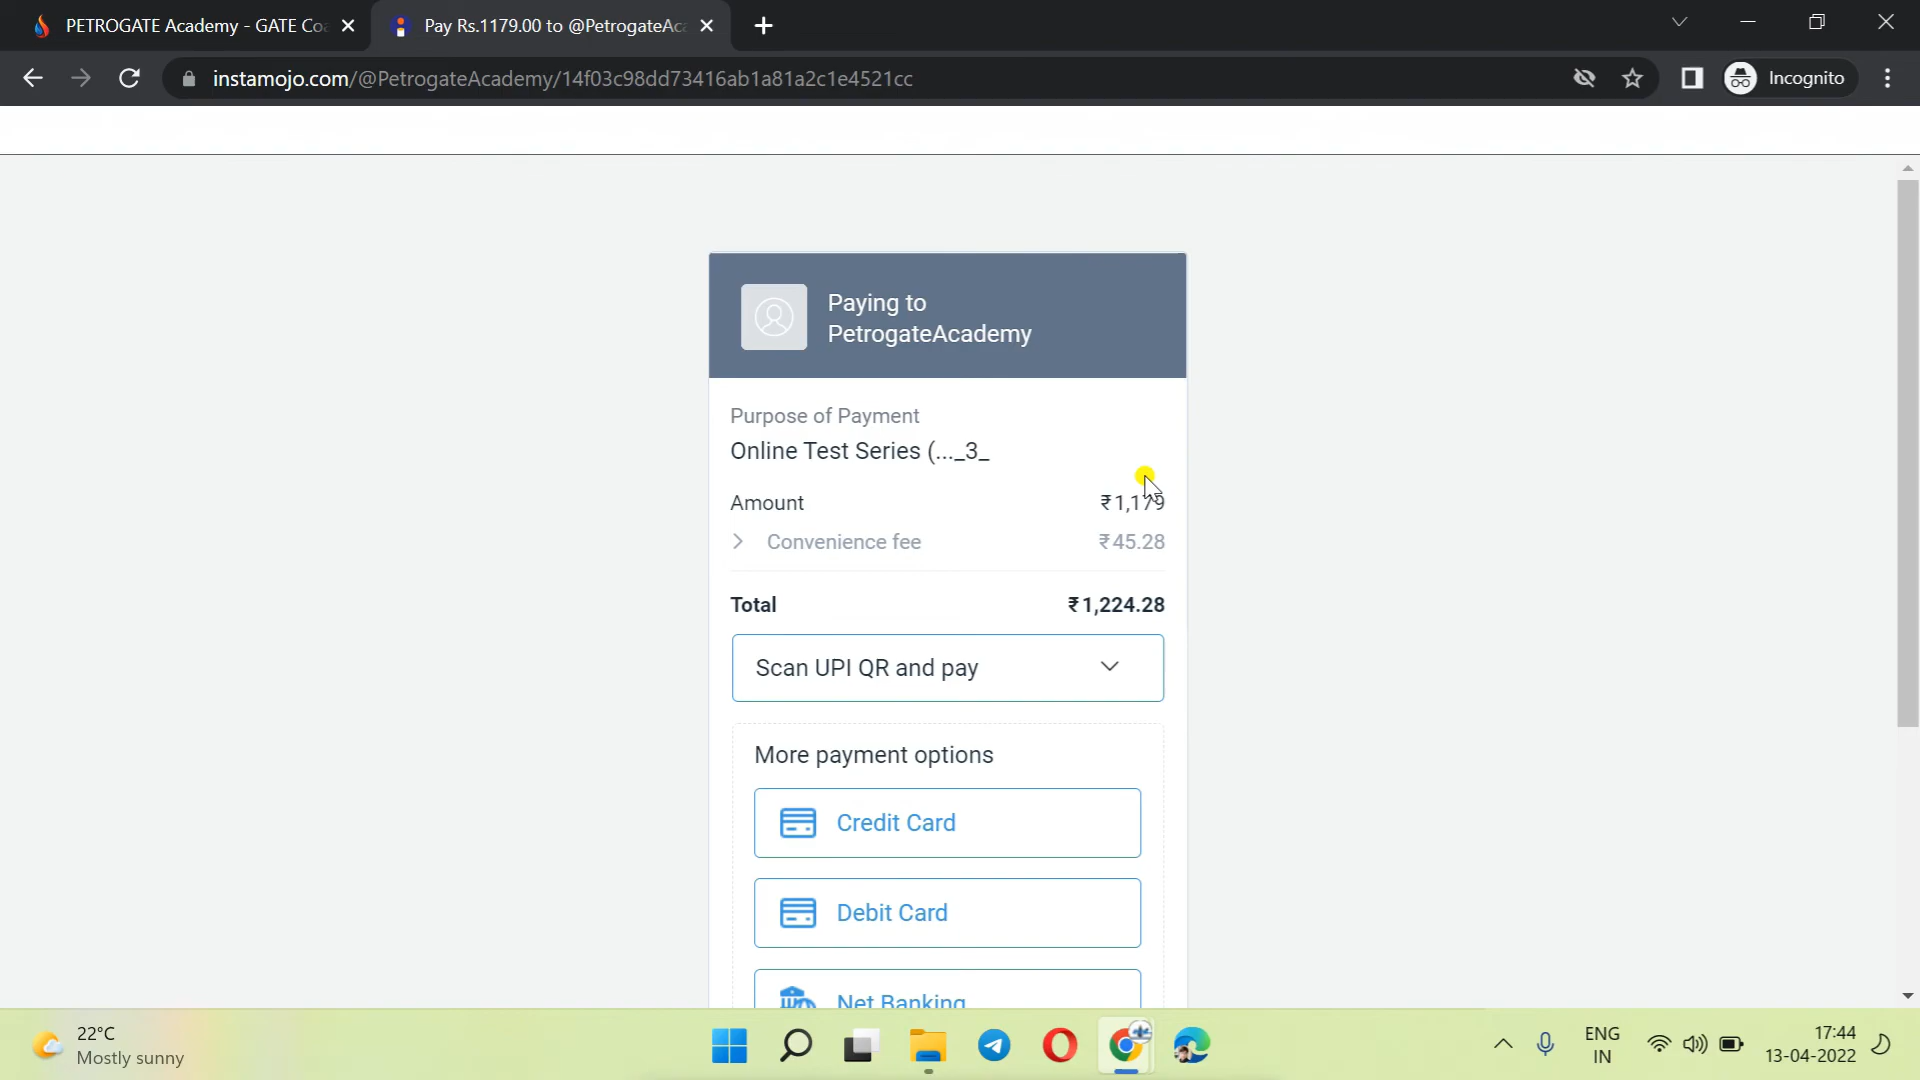 PETROGATE Academy - GATE Co
Pay Rs.1179.00 to @PetrogateAc
instamojo.com/@PetrogateAcademy/14f03c98dd73416ab1a81a2c1e4521cc
Incognito
Paying to
PetrogateAcademy
Purpose of Payment
Online Test Series (..._3_
Amount
₹1,179
Convenience fee
₹45.28
Total
₹1,224.28
Scan UPI QR and pay
More payment options
Credit Card
Debit Card
Net Banking
22°C
Mostly sunny
ENG
IN
17:44
13-04-2022